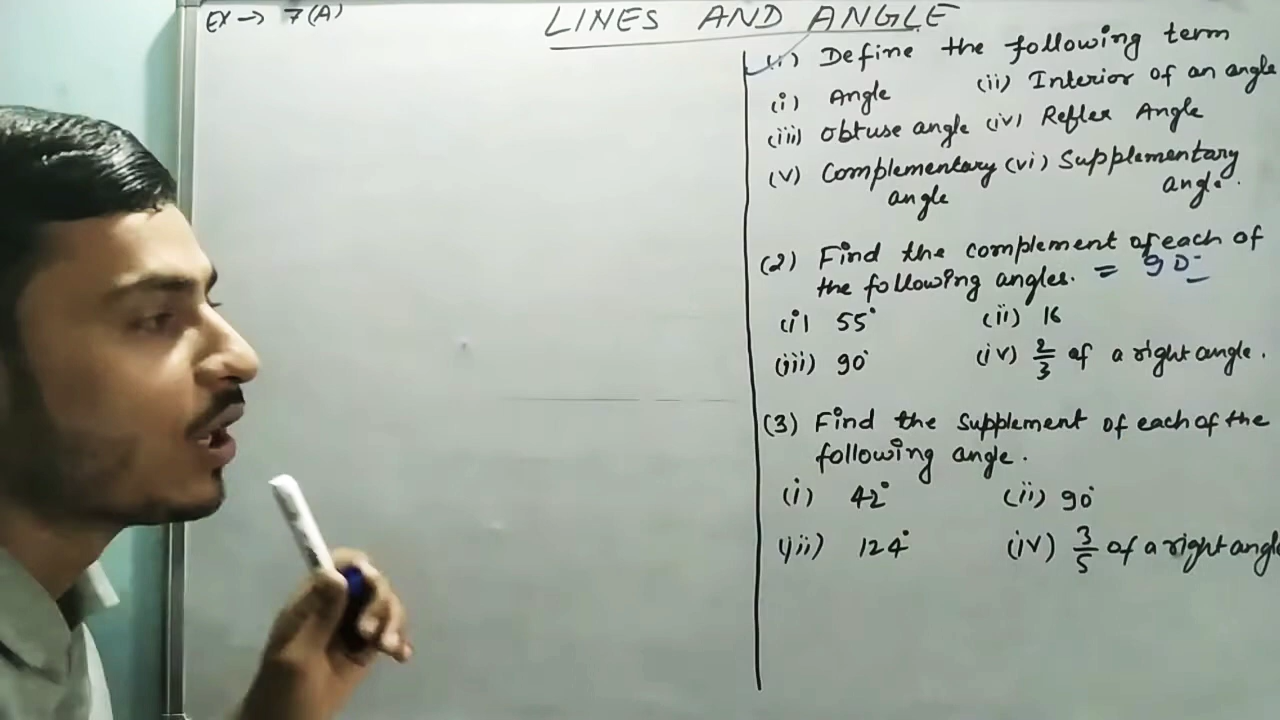 EX → 7(A)
LINES AND ANGLE
(1) Define the following term
(i) Angle (ii) Interior of an angle
(iii) obtuse angle (iv) Reflex Angle
(v) Complementary (vi) Supplementary
angle angle.
(2) Find the complement of each of
the following angles. = 90°
(i) 55° (ii) 16
(iii) 90° (iv) 2/3 of a right angle.
(3) Find the Supplement of each of the
following angle.
(i) 42° (ii) 90°
(iii) 124° (iv) 3/5 of a right angle